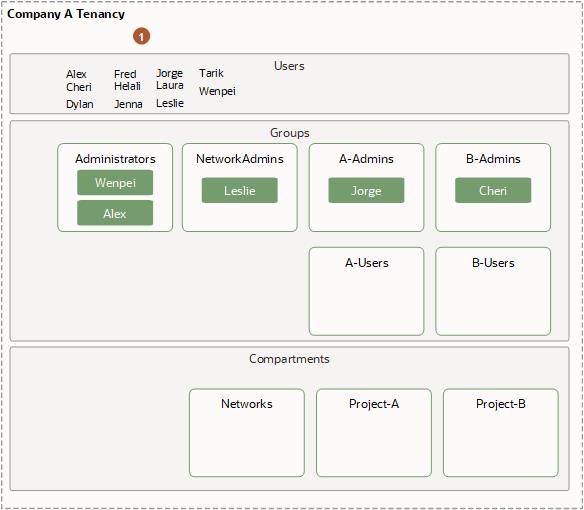 Company A Tenancy
1
Users
Alex Fred Jorge Tarik
Cheri Helali Laura Wenpei
Dylan Jenna Leslie
Groups
Administrators NetworkAdmins A-Admins B-Admins
Wenpei Leslie Jorge Cheri
Alex
A-Users B-Users
Compartments
Networks Project-A Project-B